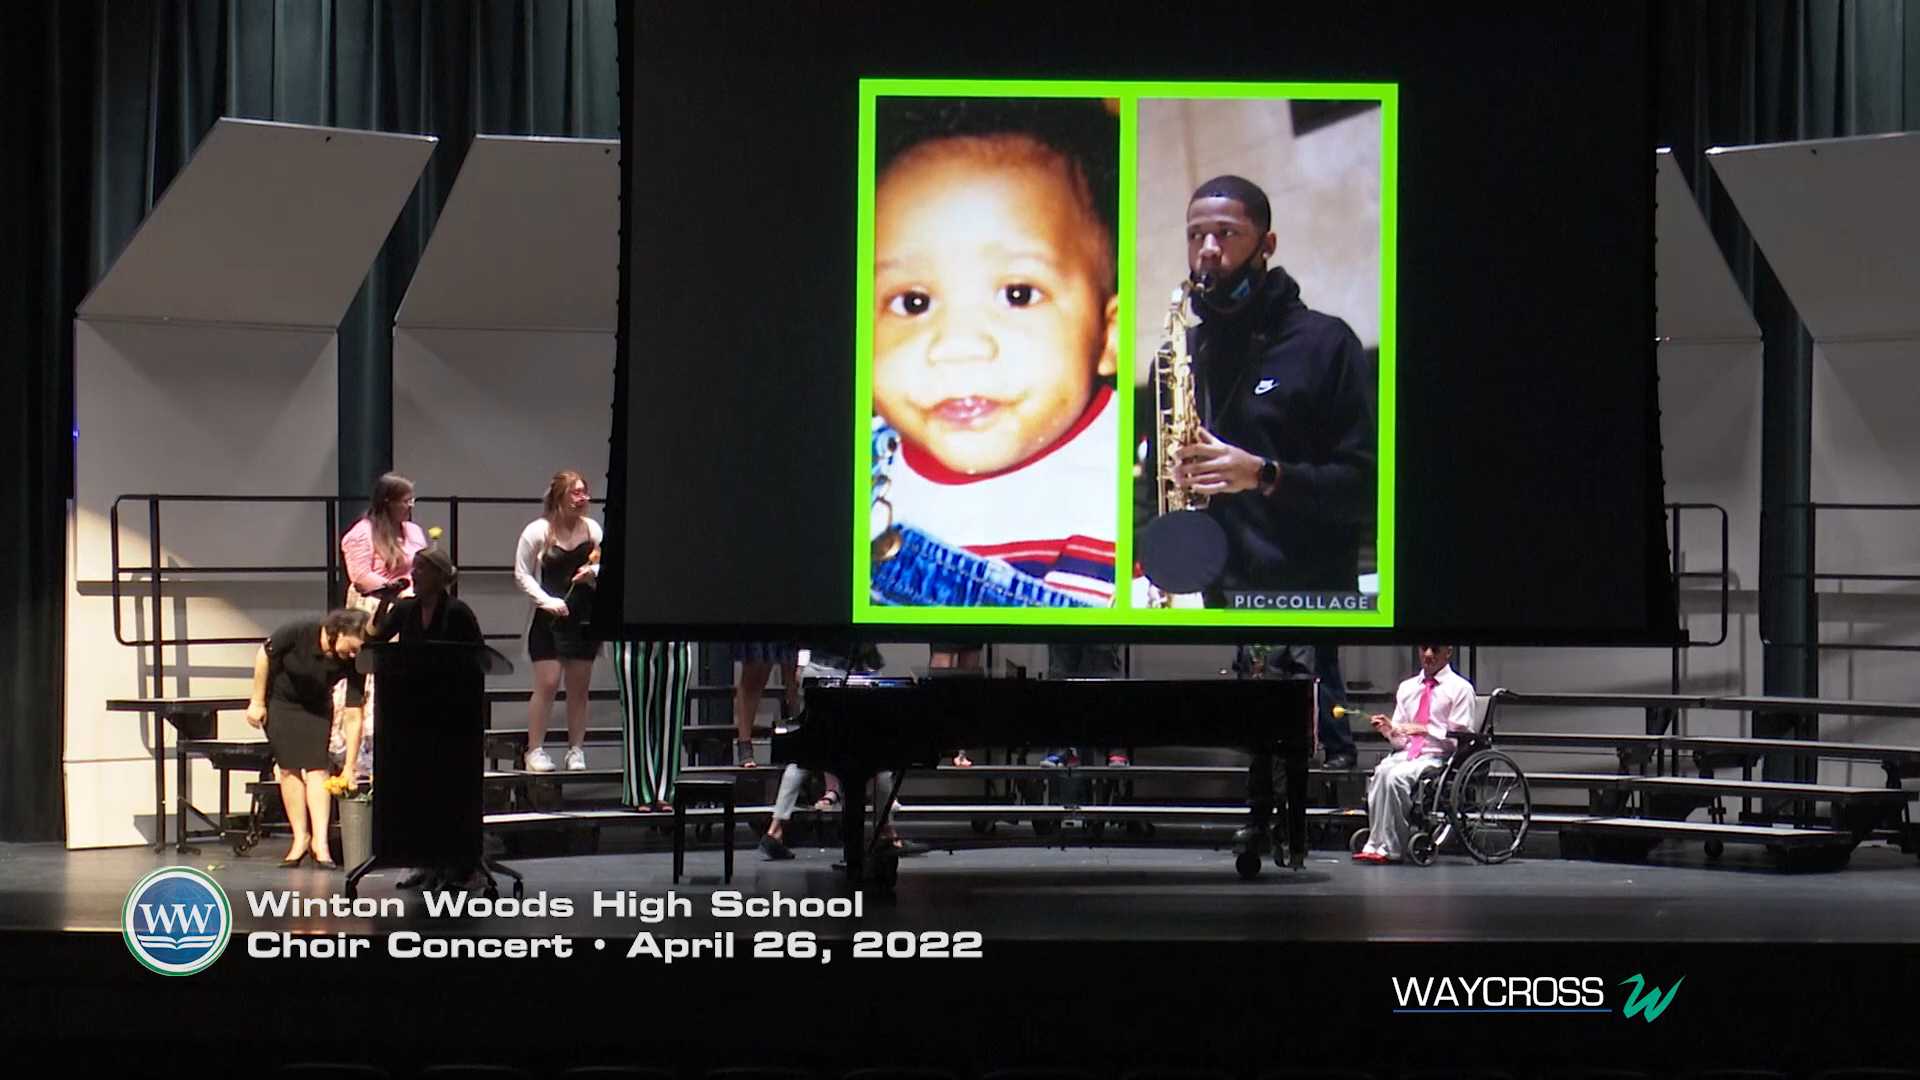 PIC•COLLAGE
WW
Winton Woods High School
Choir Concert • April 26, 2022
WAYCROSS W